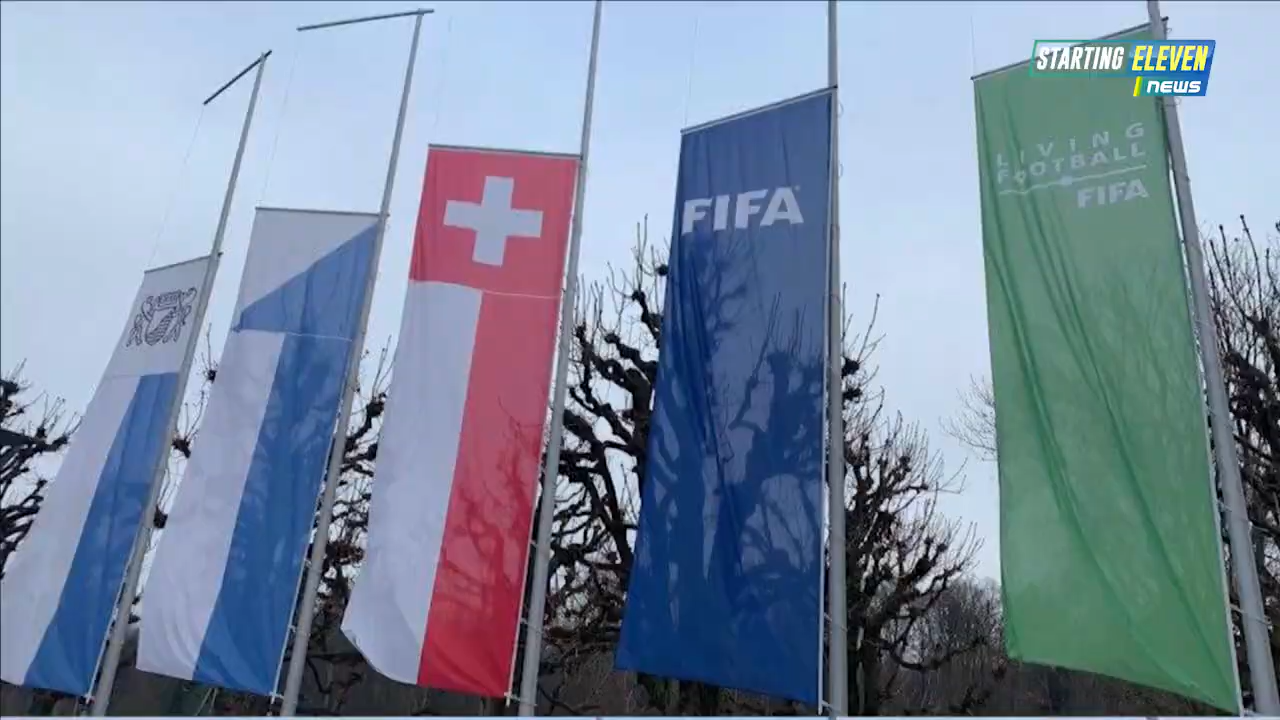 STARTING ELEVEN
news
FIFA
LIVING
FOOTBALL
FIFA